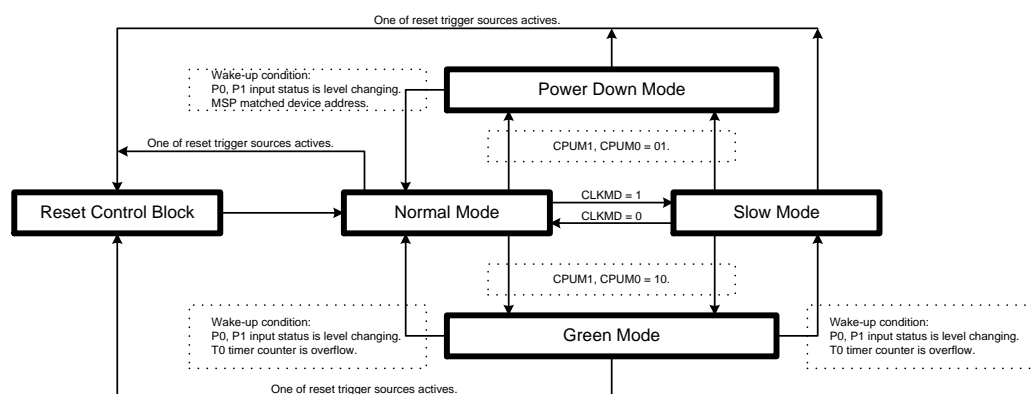 One of reset trigger sources actives.
Wake-up condition:
P0, P1 input status is level changing.
MSP matched device address.
Power Down Mode
One of reset trigger sources actives.
CPUM1, CPUM0 = 01.
Reset Control Block
Normal Mode
CLKMD = 1
CLKMD = 0
Slow Mode
CPUM1, CPUM0 = 10.
Wake-up condition:
P0, P1 input status is level changing.
T0 timer counter is overflow.
Green Mode
Wake-up condition:
P0, P1 input status is level changing.
T0 timer counter is overflow.
One of reset trigger sources actives.